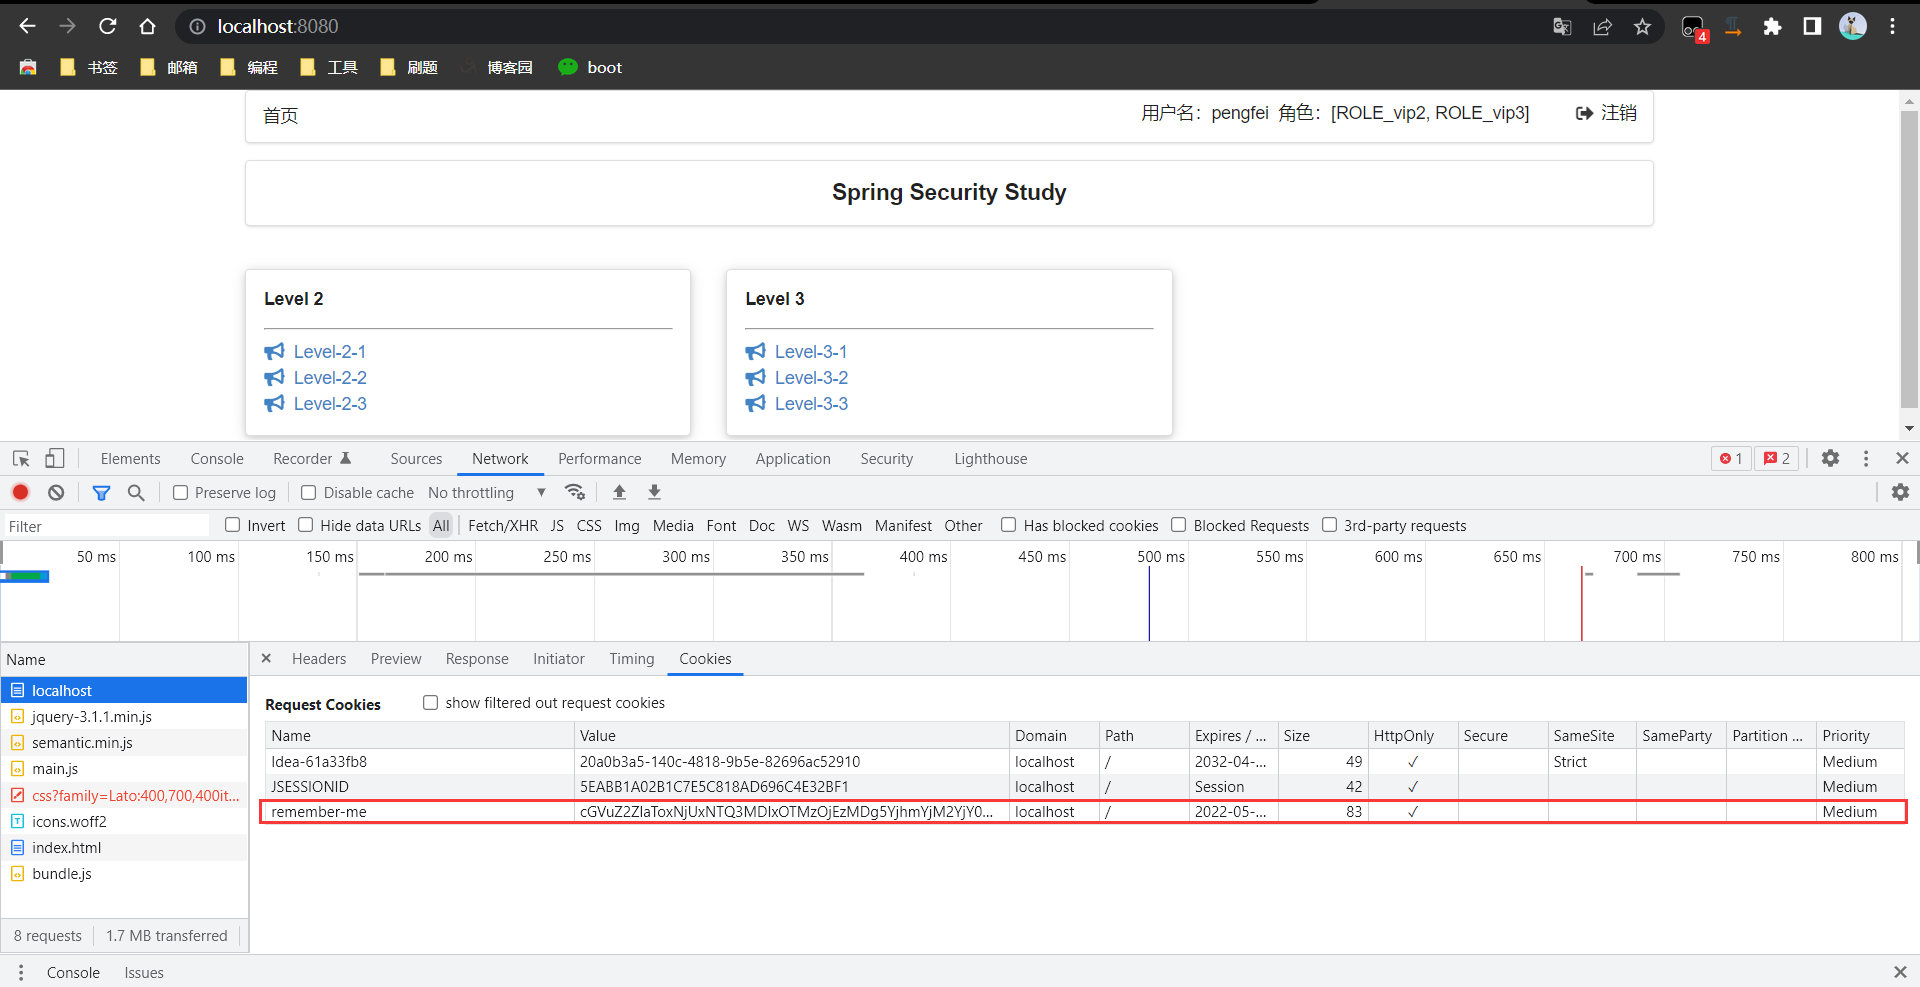 localhost:8080
4
书签 邮箱 编程 工具 刷题 博客园 boot
首页 用户名：pengfei 角色：[ROLE_vip2, ROLE_vip3] 注销
Spring Security Study
Level 2 Level 3
Level-2-1 Level-3-1
Level-2-2 Level-3-2
Level-2-3 Level-3-3
Elements Console Recorder Sources Network Performance Memory Application Security Lighthouse 1 2
Preserve log Disable cache No throttling
Filter Invert Hide data URLs All Fetch/XHR JS CSS Img Media Font Doc WS Wasm Manifest Other Has blocked cookies Blocked Requests 3rd-party requests
50 ms 100 ms 150 ms 200 ms 250 ms 300 ms 350 ms 400 ms 450 ms 500 ms 550 ms 600 ms 650 ms 700 ms 750 ms 800 ms
Name
localhost
jquery-3.1.1.min.js
semantic.min.js
main.js
css?family=Lato:400,700,400it...
icons.woff2
index.html
bundle.js
8 requests 1.7 MB transferred
Headers Preview Response Initiator Timing Cookies
Request Cookies show filtered out request cookies
Name Value Domain Path Expires / ... Size HttpOnly Secure SameSite SameParty Partition ... Priority
Idea-61a33fb8 20a0b3a5-140c-4818-9b5e-82696ac52910 localhost / 2032-04-... 49 ✓ Strict Medium
JSESSIONID 5EABB1A02B1C7E5C818AD696C4E32BF1 localhost / Session 42 ✓ Medium
remember-me cGVuZ2ZlaToxNjUxNTQ3MDIxOTMzOjEzMDg5YjhmYjM2YjY0... localhost / 2022-05-... 83 ✓ Medium
Console Issues